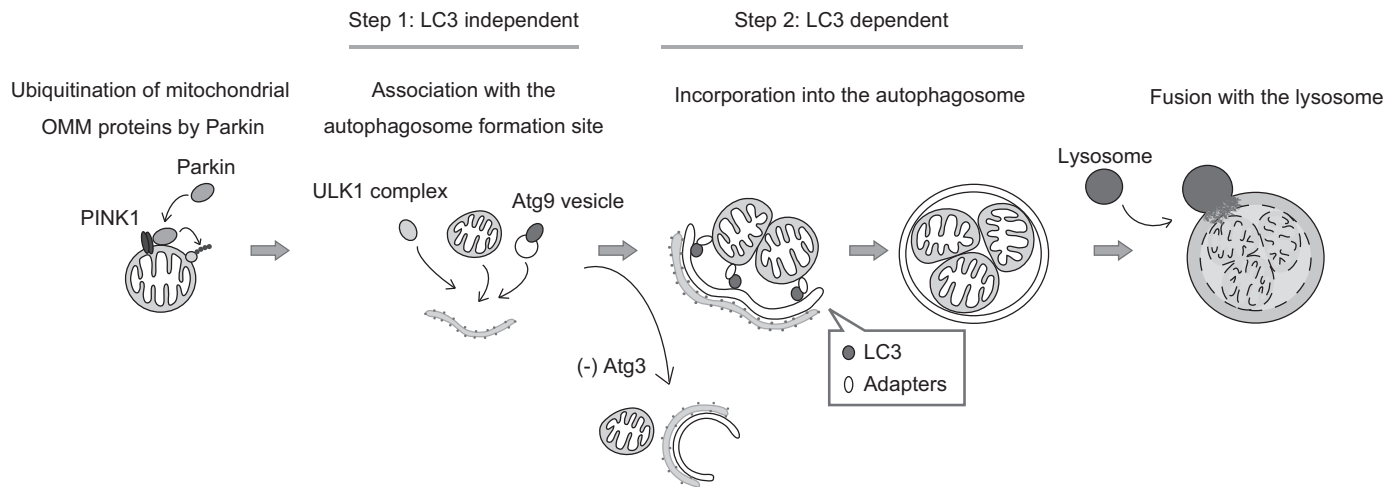 Step 1: LC3 independent
Step 2: LC3 dependent
Ubiquitination of mitochondrial
OMM proteins by Parkin
Association with the
autophagosome formation site
Incorporation into the autophagosome
Fusion with the lysosome
Parkin
PINK1
ULK1 complex
Atg9 vesicle
Lysosome
(-) Atg3
LC3
Adapters